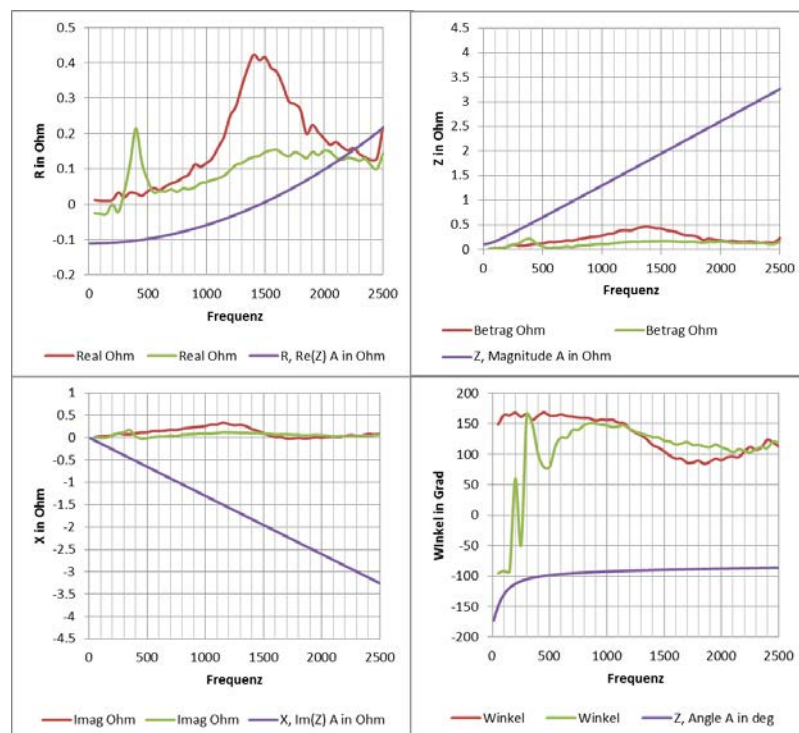 R in Ohm
0.5
0.4
0.3
0.2
0.1
0
-0.1
-0.2
0 500 1000 1500 2000 2500
Frequenz
Real Ohm Real Ohm R, Re(Z) A in Ohm
Z in Ohm
5
4.5
4
3.5
3
2.5
2
1.5
1
0.5
0
0 500 1000 1500 2000 2500
Frequenz
Betrag Ohm Betrag Ohm
Z, Magnitude A in Ohm
X in Ohm
1
0.5
0
-0.5
-1
-1.5
-2
-2.5
-3
-3.5
-4
-4.5
0 500 1000 1500 2000 2500
Frequenz
Imag Ohm Imag Ohm X, Im(Z) A in Ohm
Winkel in Grad
200
150
100
50
0
-50
-100
-150
-200
0 500 1000 1500 2000 2500
Frequenz
Winkel Winkel Z, Angle A in deg